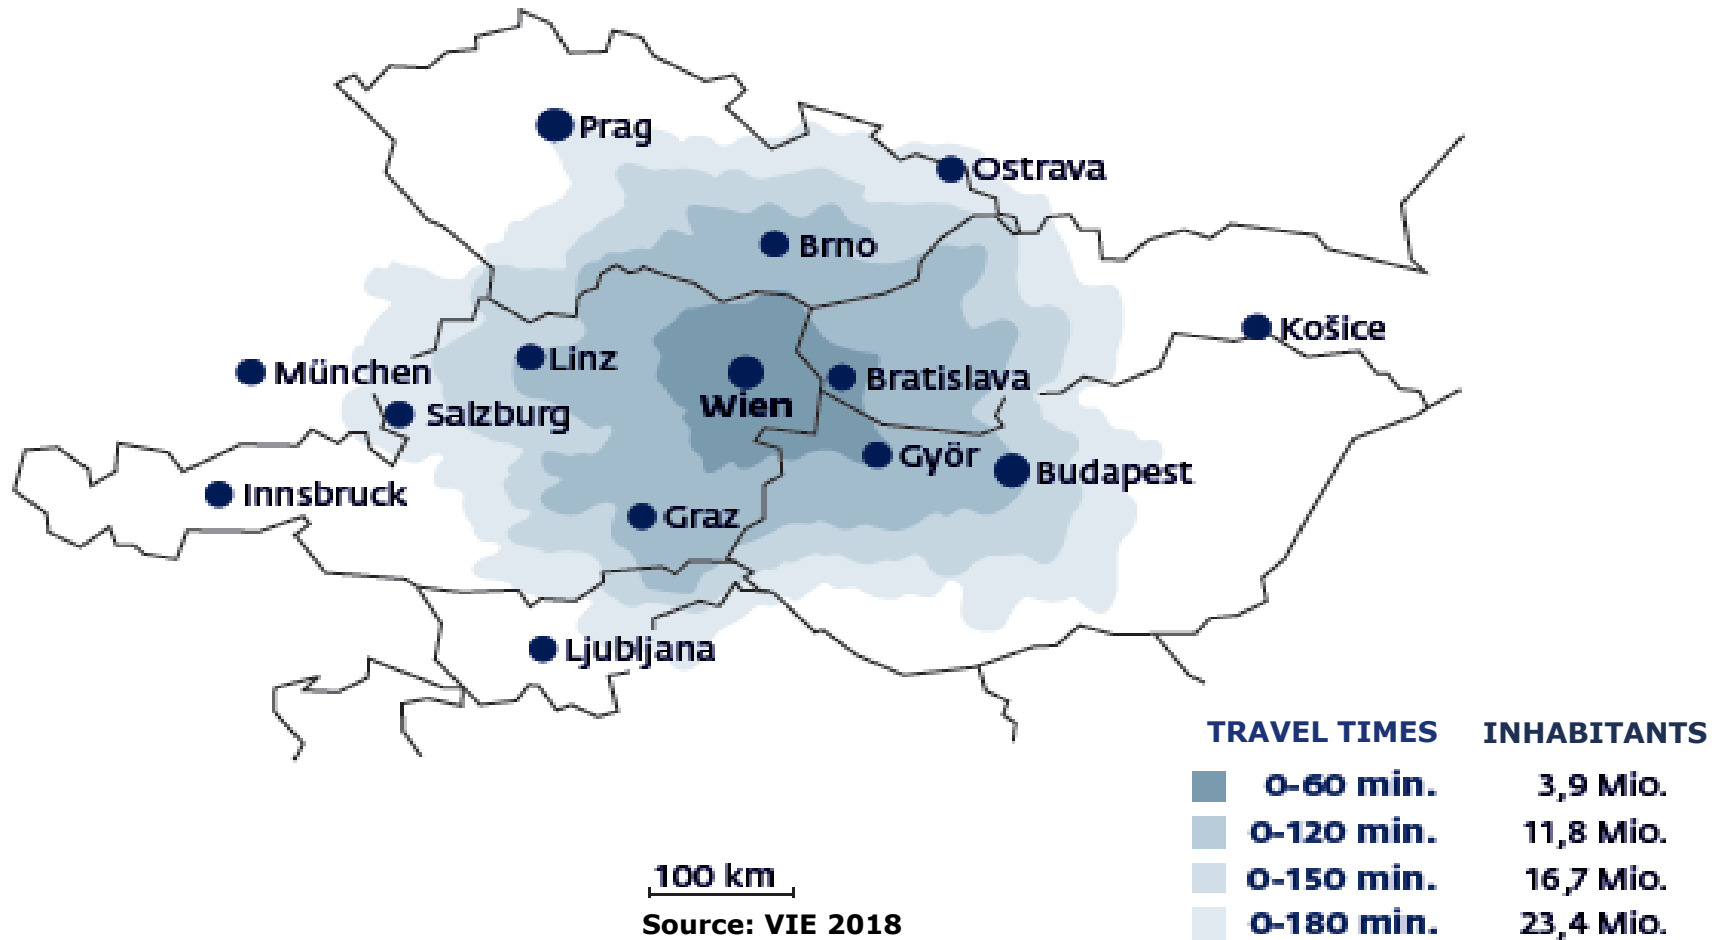 Prag
Ostrava
Brno
Košice
Linz
München
Bratislava
Wien
Salzburg
Györ
Budapest
Innsbruck
Graz
Ljubljana
TRAVEL TIMES INHABITANTS
0-60 min. 3,9 Mio.
0-120 min. 11,8 Mio.
0-150 min. 16,7 Mio.
0-180 min. 23,4 Mio.
100 km
Source: VIE 2018